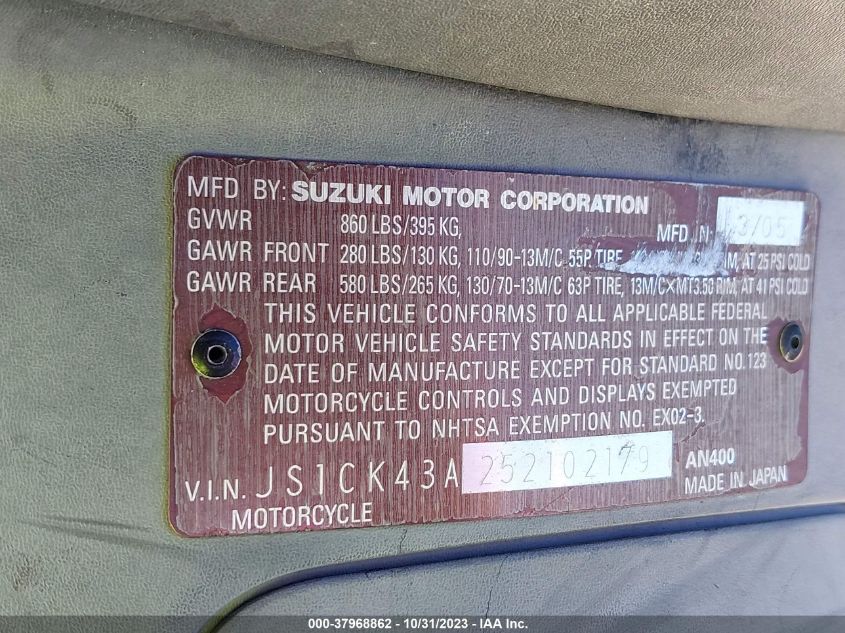 MFD BY: SUZUKI MOTOR CORPORATION
GVWR 860 LBS/395 KG, MFD IN: 3/05
GAWR FRONT 280 LBS/130 KG, 110/90-13M/C 55P TIRE, RIM, AT 25 PSI COLD
GAWR REAR 580 LBS/265 KG, 130/70-13M/C 63P TIRE, 13M/C×MT3.50 RIM, AT 41 PSI COLD
THIS VEHICLE CONFORMS TO ALL APPLICABLE FEDERAL
MOTOR VEHICLE SAFETY STANDARDS IN EFFECT ON THE
DATE OF MANUFACTURE EXCEPT FOR STANDARD NO.123
MOTORCYCLE CONTROLS AND DISPLAYS EXEMPTED
PURSUANT TO NHTSA EXEMPTION NO. EX02-3.
V.I.N. JS1CK43A252102179 AN400
MOTORCYCLE MADE IN JAPAN
000-37968862 - 10/31/2023 - IAA Inc.